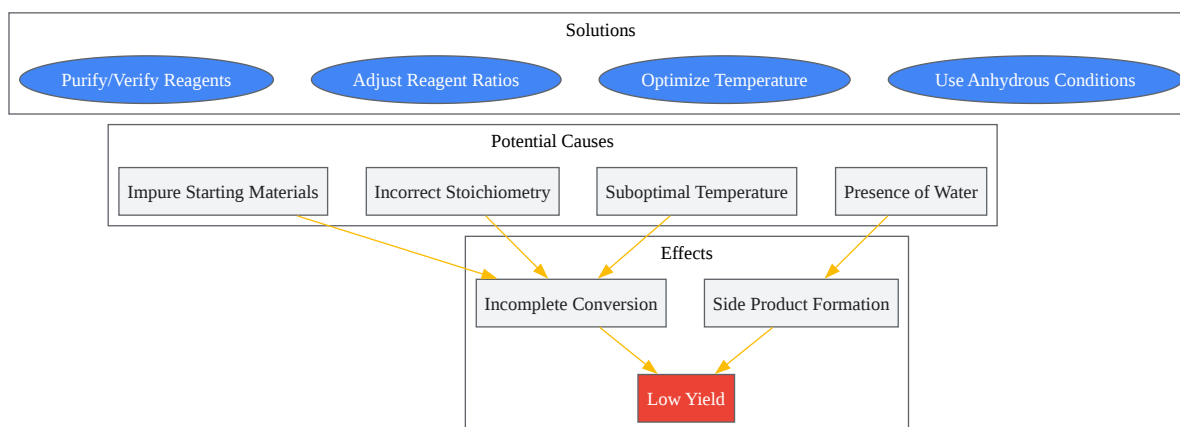 Solutions
Purify/Verify Reagents
Adjust Reagent Ratios
Optimize Temperature
Use Anhydrous Conditions
Potential Causes
Impure Starting Materials
Incorrect Stoichiometry
Suboptimal Temperature
Presence of Water
Effects
Incomplete Conversion
Side Product Formation
Low Yield